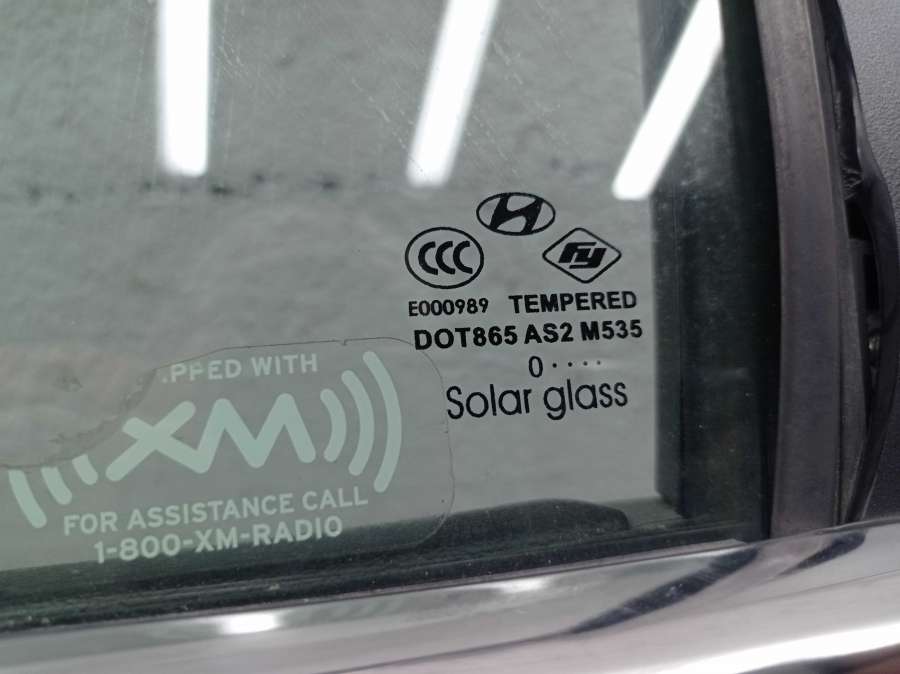 CCC
FY
E000989 TEMPERED
DOT865 AS2 M535
0····
Solar glass
PPED WITH
XM
FOR ASSISTANCE CALL
1-800-XM-RADIO